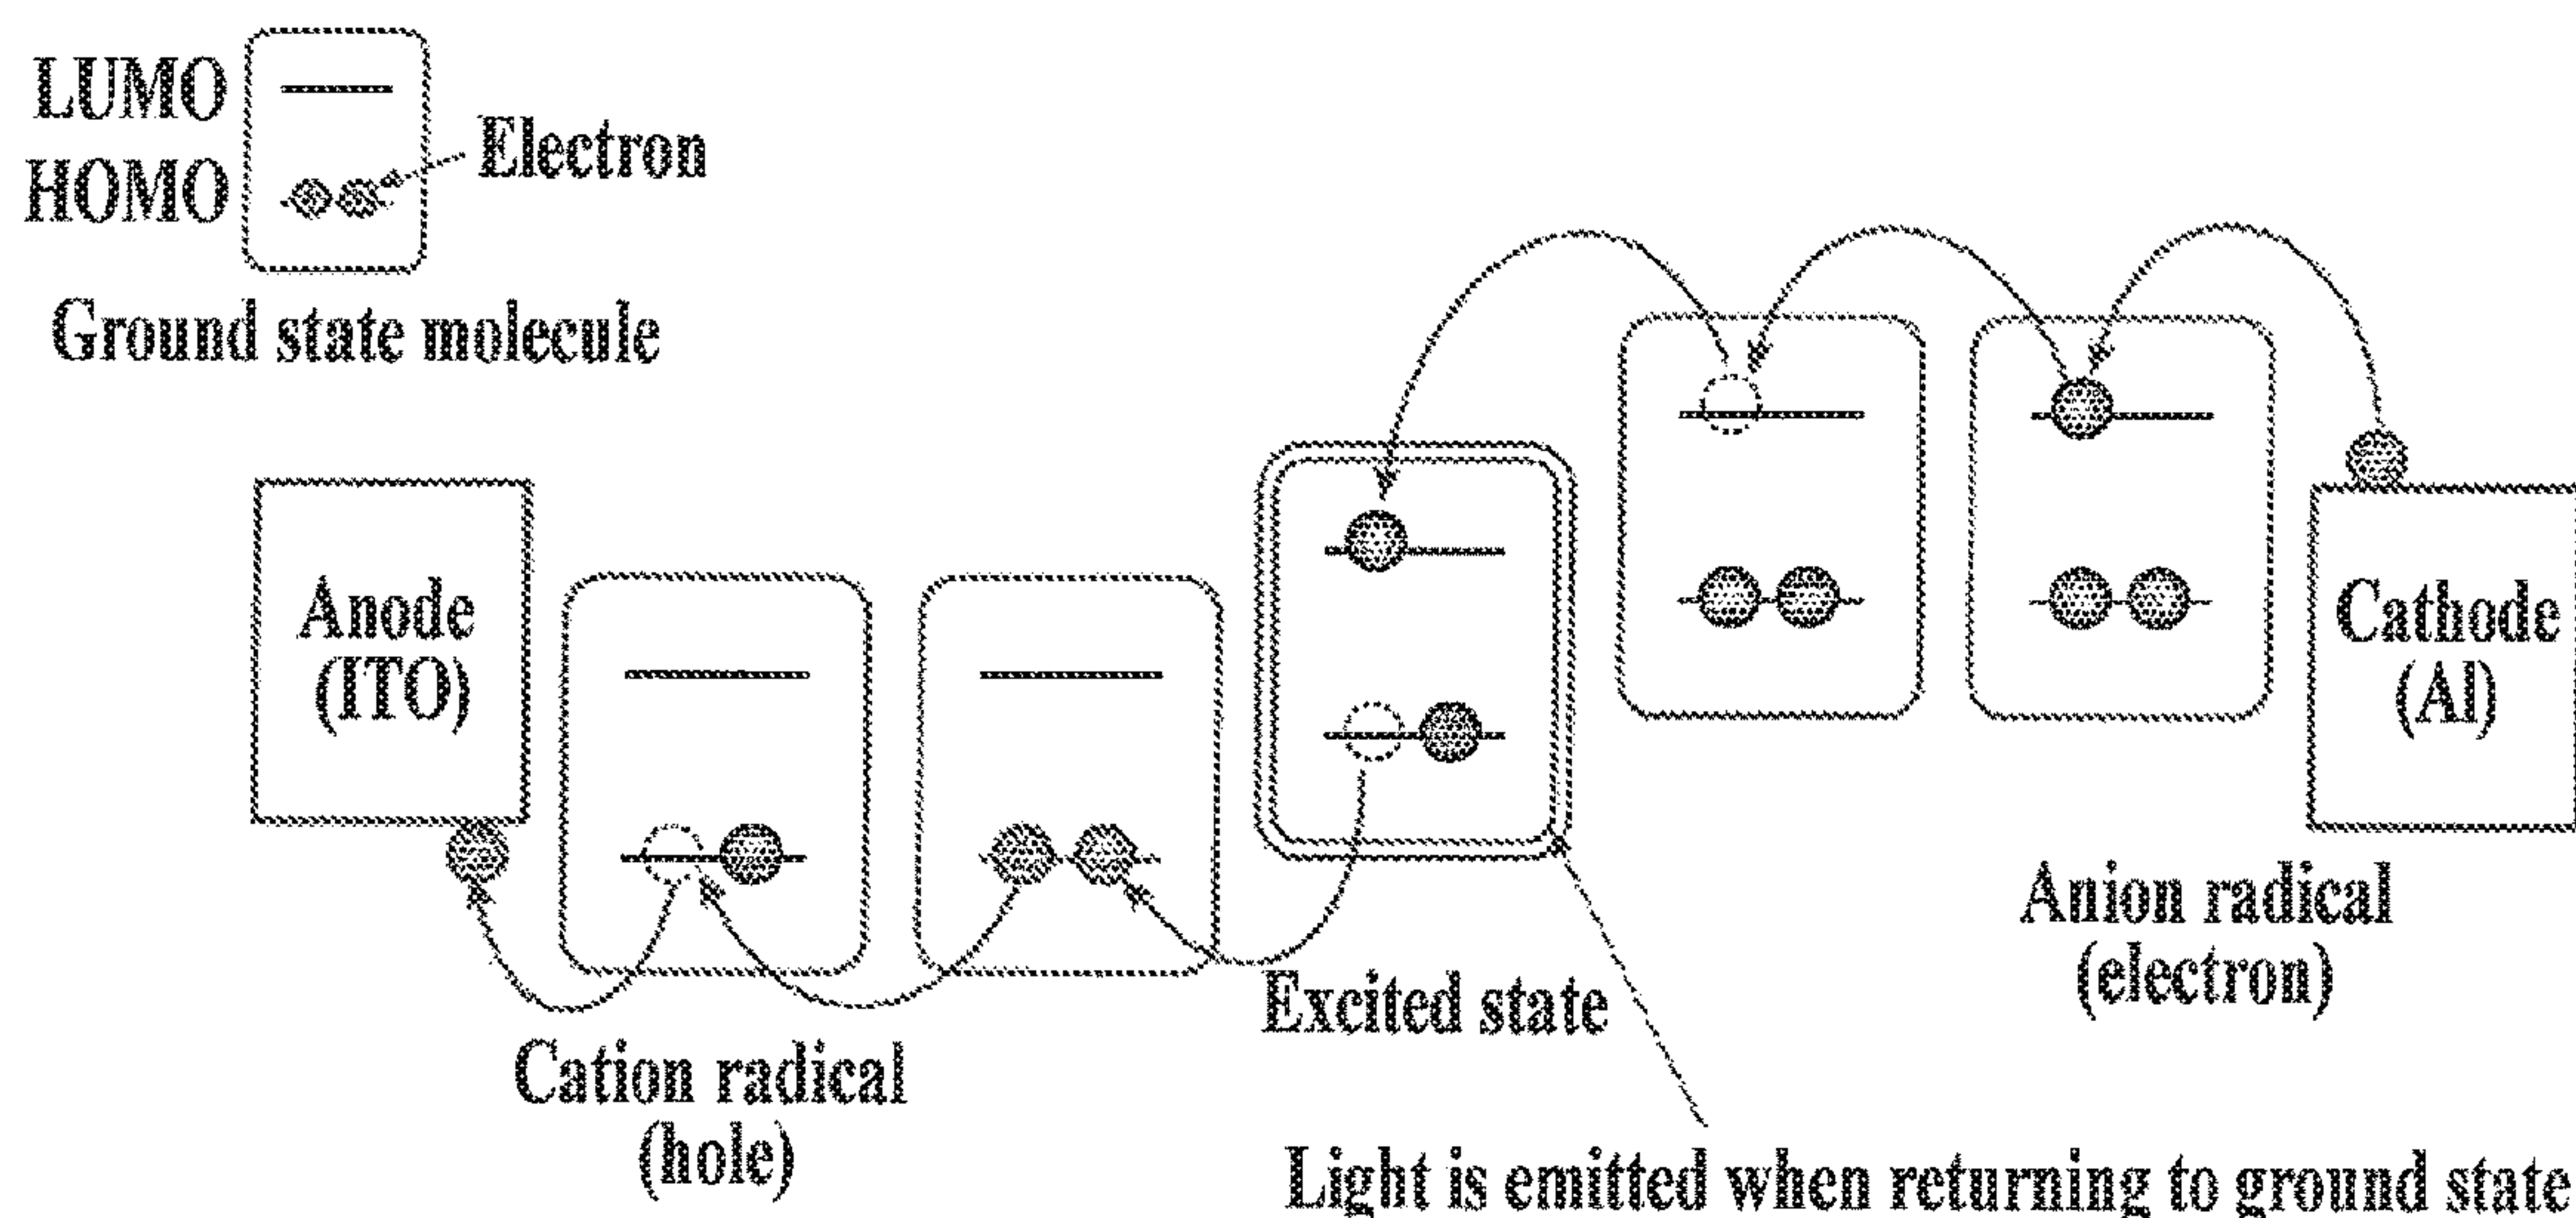 LUMO
HOMO
Electron
Ground state molecule
Anode
(ITO)
Cathode
(Al)
Anion radical
(electron)
Excited state
Cation radical
(hole)
Light is emitted when returning to ground state